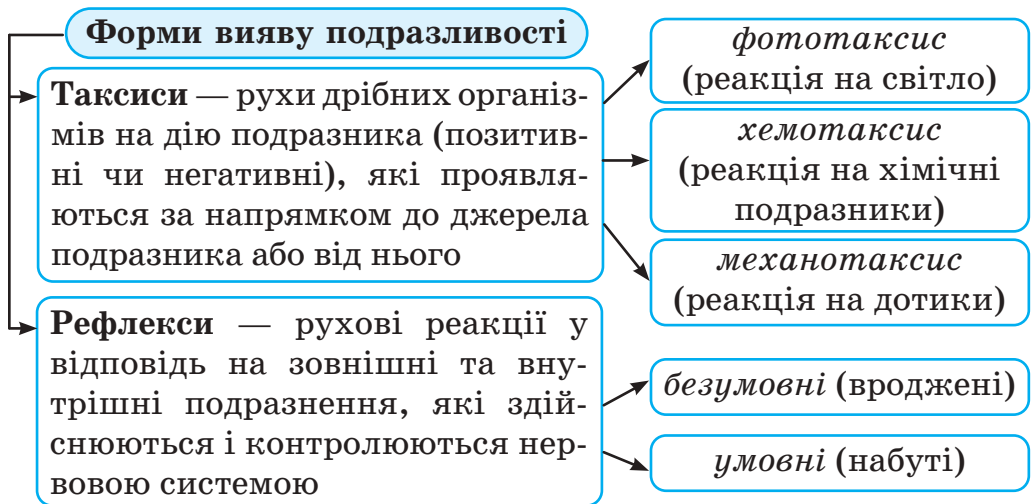 Форми вияву подразливості
Таксиси — рухи дрібних органі-
змів на дію подразника (позитив-
ні чи негативні), які проявля-
ються за напрямком до джерела
подразника або від нього
фототаксис
(реакція на світло)
хемотаксис
(реакція на хімічні
подразники)
механотаксис
(реакція на дотики)
Рефлекси — рухові реакції у
відповідь на зовнішні та вну-
трішні подразнення, які здій-
снюються і контролюються нер-
вовою системою
безумовні (вроджені)
умовні (набуті)